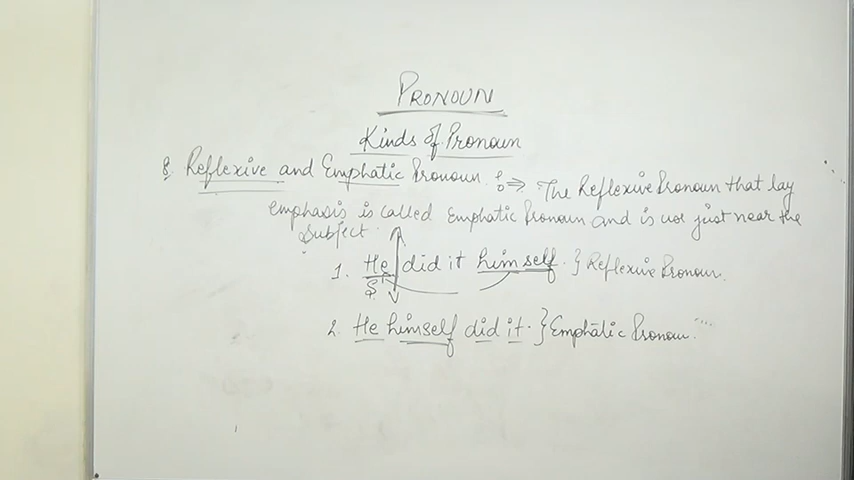 PRONOUN
Kinds of Pronoun
8. Reflexive and Emphatic Pronoun : ⇒ The Reflexive Pronoun that lay
emphasis is called Emphatic Pronoun and is use just near the
Subject.
1. He did it himself. } Reflexive Pronoun.
S
2. He himself did it. } Emphatic Pronoun.